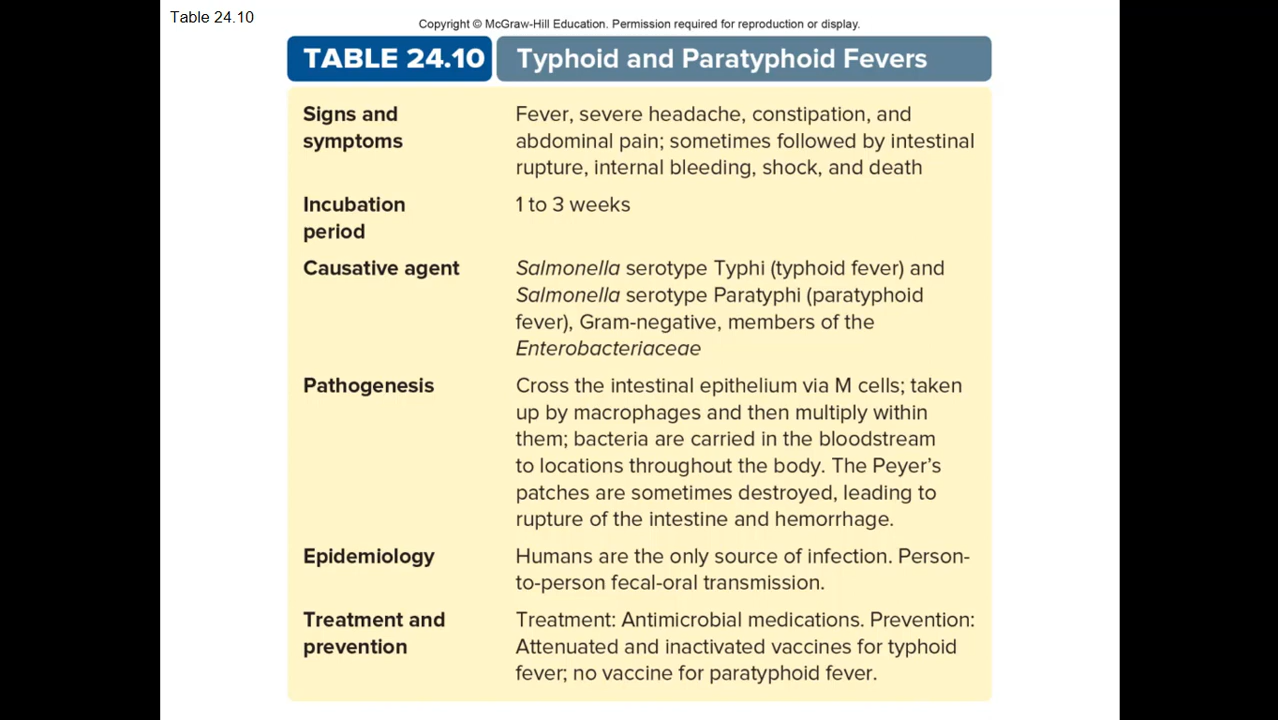 Table 24.10
Copyright © McGraw-Hill Education. Permission required for reproduction or display.
TABLE 24.10 Typhoid and Paratyphoid Fevers
Signs and symptoms
Fever, severe headache, constipation, and
abdominal pain; sometimes followed by intestinal
rupture, internal bleeding, shock, and death
Incubation
period
1 to 3 weeks
Causative agent
Salmonella serotype Typhi (typhoid fever) and
Salmonella serotype Paratyphi (paratyphoid
fever), Gram-negative, members of the
Enterobacteriaceae
Pathogenesis
Cross the intestinal epithelium via M cells; taken
up by macrophages and then multiply within
them; bacteria are carried in the bloodstream
to locations throughout the body. The Peyer’s
patches are sometimes destroyed, leading to
rupture of the intestine and hemorrhage.
Epidemiology
Humans are the only source of infection. Person-
to-person fecal-oral transmission.
Treatment and
prevention
Treatment: Antimicrobial medications. Prevention:
Attenuated and inactivated vaccines for typhoid
fever; no vaccine for paratyphoid fever.